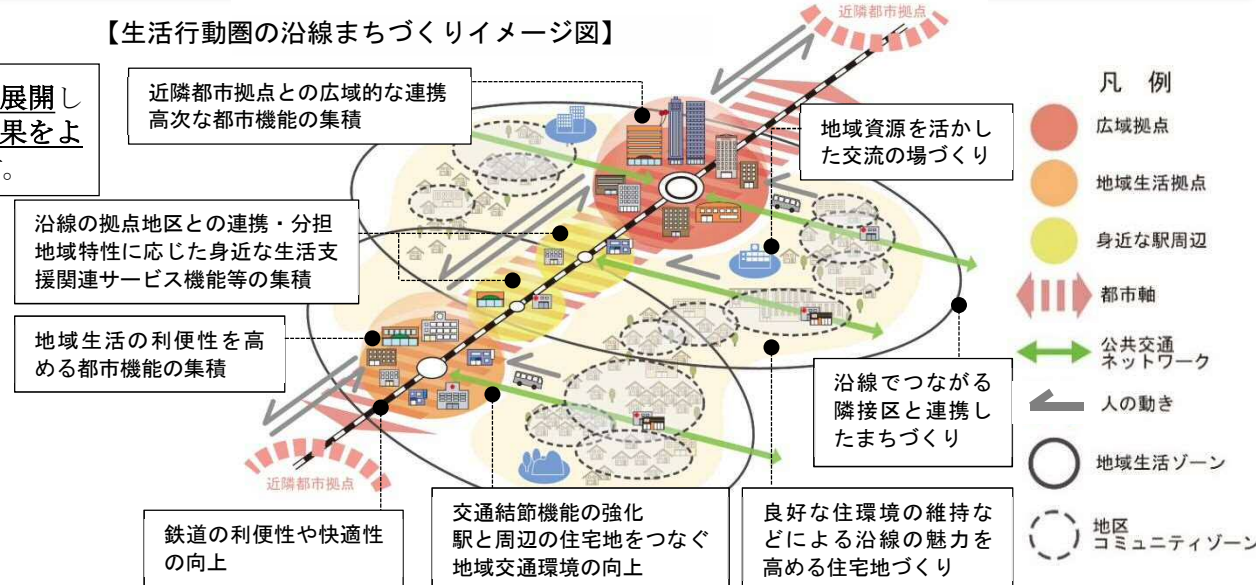 【生活行動圏の沿線まちづくりイメージ図】
近隣都市拠点
展開し
果をよ
。
近隣都市拠点との広域的な連携
高次な都市機能の集積
地域資源を活かし
た交流の場づくり
沿線の拠点地区との連携・分担
地域特性に応じた身近な生活支
援関連サービス機能等の集積
地域生活の利便性を高
める都市機能の集積
沿線でつながる
隣接区と連携し
たまちづくり
近隣都市拠点
鉄道の利便性や快適性
の向上
交通結節機能の強化
駅と周辺の住宅地をつなぐ
地域交通環境の向上
良好な住環境の維持な
どによる沿線の魅力を
高める住宅地づくり
凡 例
広域拠点
地域生活拠点
身近な駅周辺
都市軸
公共交通
ネットワーク
人の動き
地域生活ゾーン
地区
コミュニティゾーン